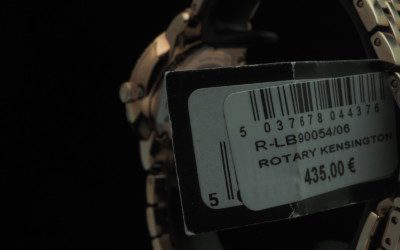 5 037678 044376
R-LB90054/06
ROTARY KENSINGTON
435,00 €
5